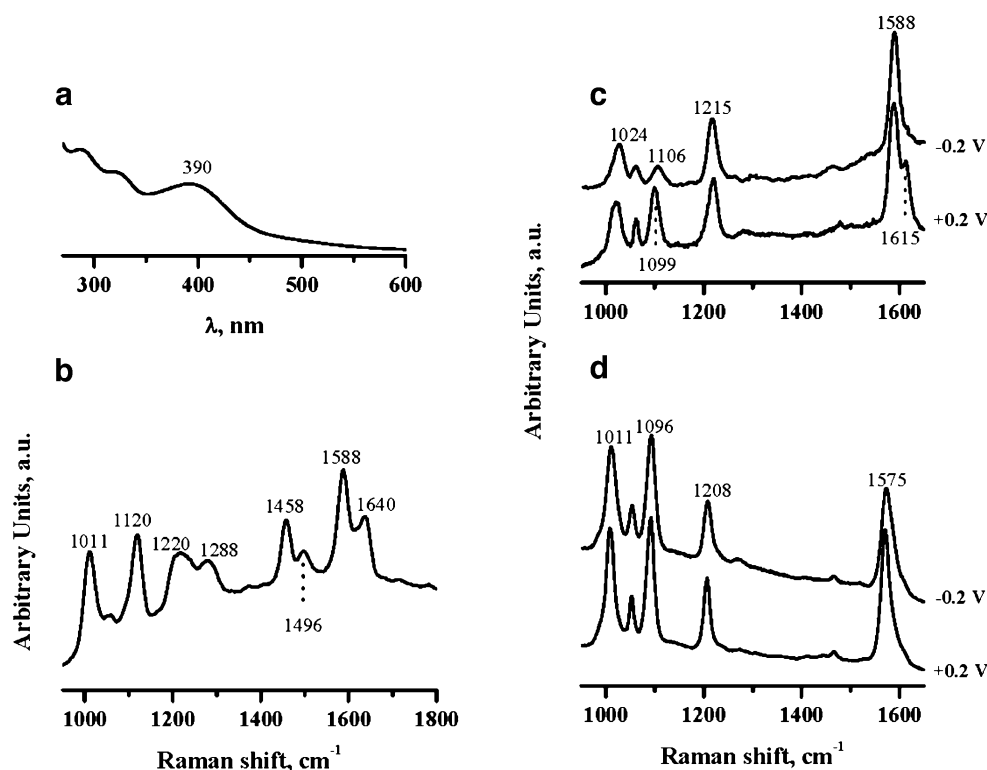 a
390
300 400 500 600
λ, nm
b
Arbitrary Units, a.u.
1011
1120
1220
1288
1458
1496
1588
1640
1000 1200 1400 1600 1800
Raman shift, cm-1
c
Arbitrary Units, a.u.
1024
1106
1215
1588
-0.2 V
+0.2 V
1099
1615
1000 1200 1400 1600
d
1011
1096
1208
1575
-0.2 V
+0.2 V
1000 1200 1400 1600
Raman shift, cm-1